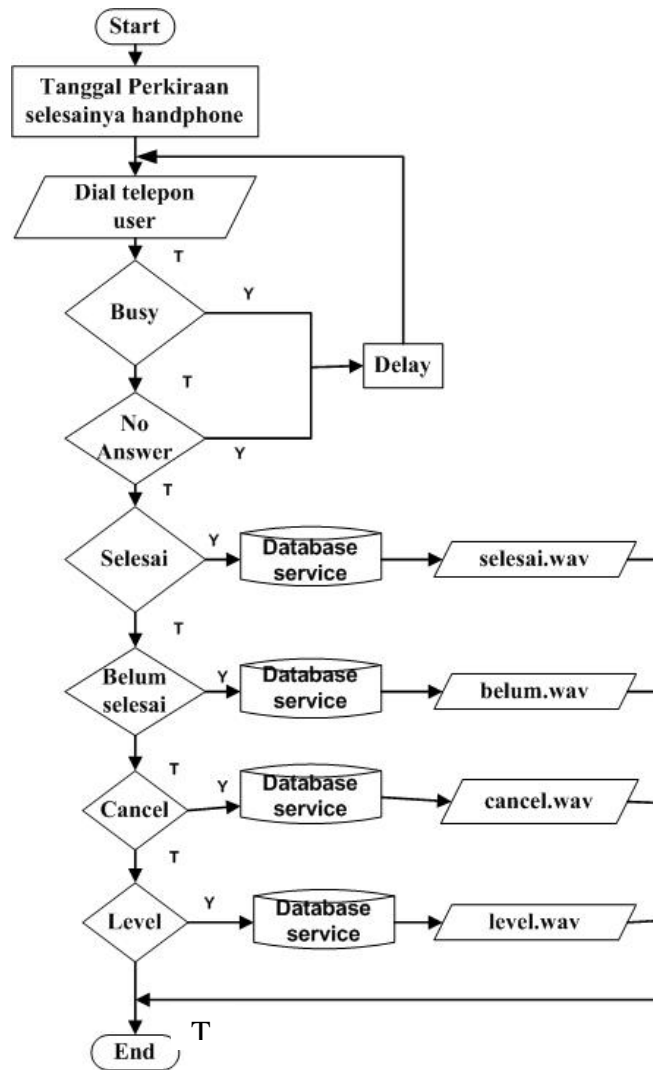 Start
Tanggal Perkiraan
selesainya handphone
Dial telepon
user
T
Busy
Y
Delay
T
No
Answer
Y
T
Selesai
Y
Database
service
selesai.wav
T
Belum
selesai
Y
Database
service
belum.wav
T
Cancel
Y
Database
service
cancel.wav
T
Level
Y
Database
service
level.wav
T
End